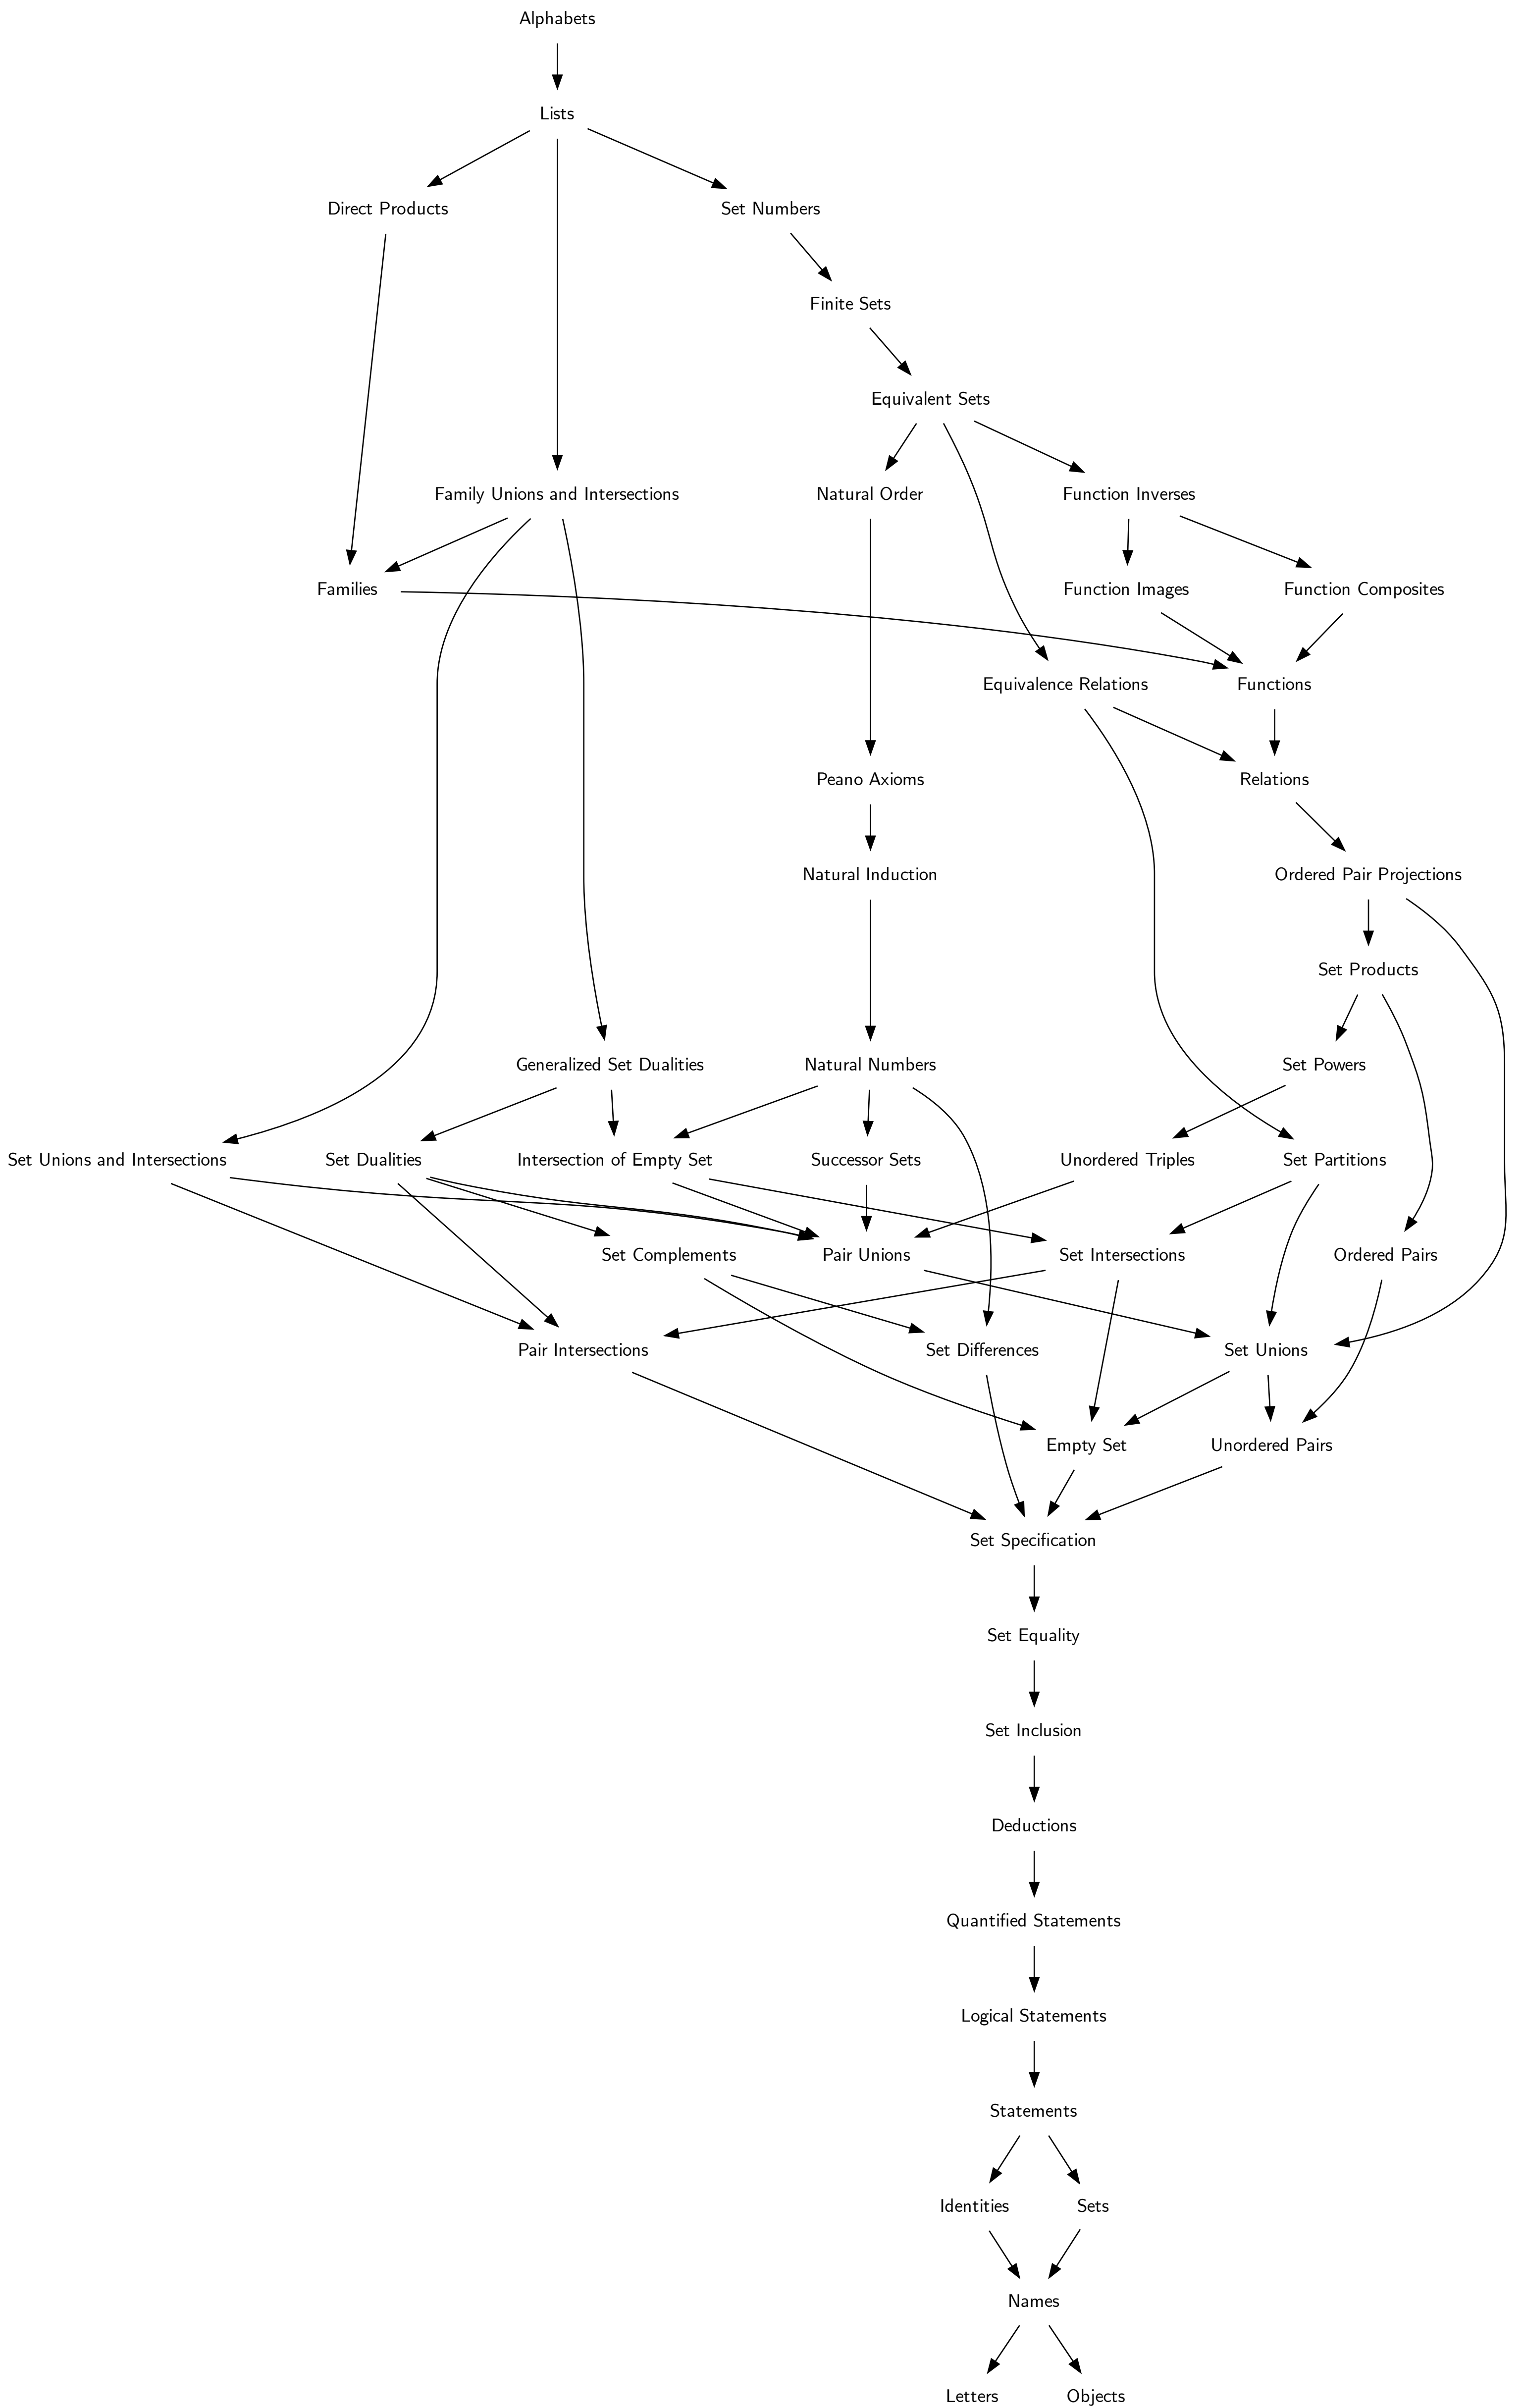 Alphabets
Lists
Direct Products
Set Numbers
Finite Sets
Equivalent Sets
Family Unions and Intersections
Natural Order
Function Inverses
Families
Function Images
Function Composites
Equivalence Relations
Functions
Peano Axioms
Relations
Natural Induction
Ordered Pair Projections
Set Products
Generalized Set Dualities
Natural Numbers
Set Powers
Set Unions and Intersections
Set Dualities
Intersection of Empty Set
Successor Sets
Unordered Triples
Set Partitions
Set Complements
Pair Unions
Set Intersections
Ordered Pairs
Pair Intersections
Set Differences
Set Unions
Empty Set
Unordered Pairs
Set Specification
Set Equality
Set Inclusion
Deductions
Quantified Statements
Logical Statements
Statements
Identities
Sets
Names
Letters
Objects